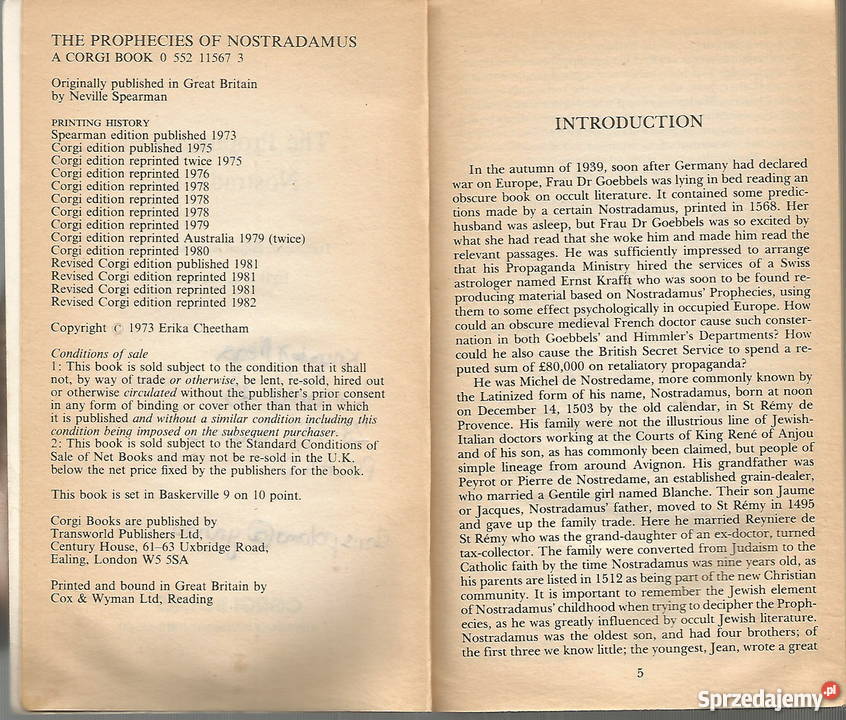 THE PROPHECIES OF NOSTRADAMUS
A CORGI BOOK 0 552 11567 3
Originally published in Great Britain
by Neville Spearman
PRINTING HISTORY
Spearman edition published 1973
Corgi edition published 1975
Corgi edition reprinted twice 1975
Corgi edition reprinted 1976
Corgi edition reprinted 1978
Corgi edition reprinted 1978
Corgi edition reprinted 1978
Corgi edition reprinted 1979
Corgi edition reprinted Australia 1979 (twice)
Corgi edition reprinted 1980
Revised Corgi edition published 1981
Revised Corgi edition reprinted 1981
Revised Corgi edition reprinted 1981
Revised Corgi edition reprinted 1982
Copyright © 1973 Erika Cheetham
Conditions of sale
1: This book is sold subject to the condition that it shall
not, by way of trade or otherwise, be lent, re-sold, hired out
or otherwise circulated without the publisher's prior consent
in any form of binding or cover other than that in which
it is published and without a similar condition including this
condition being imposed on the subsequent purchaser.
2: This book is sold subject to the Standard Conditions of
Sale of Net Books and may not be re-sold in the U.K.
below the net price fixed by the publishers for the book.
This book is set in Baskerville 9 on 10 point.
Corgi Books are published by
Transworld Publishers Ltd,
Century House, 61–63 Uxbridge Road,
Ealing, London W5 5SA
Printed and bound in Great Britain by
Cox & Wyman Ltd, Reading
INTRODUCTION
In the autumn of 1939, soon after Germany had declared
war on Europe, Frau Dr Goebbels was lying in bed reading an
obscure book on occult literature. It contained some predic-
tions made by a certain Nostradamus, printed in 1568. Her
husband was asleep, but Frau Dr Goebbels was so excited by
what she had read that she woke him and made him read the
relevant passages. He was sufficiently impressed to arrange
that his Propaganda Ministry hired the services of a Swiss
astrologer named Ernst Krafft who was soon to be found re-
producing material based on Nostradamus' Prophecies, using
them to some effect psychologically in occupied Europe. How
could an obscure medieval French doctor cause such conster-
nation in both Goebbels' and Himmler's Departments? How
could he also cause the British Secret Service to spend a re-
puted sum of £80,000 on retaliatory propaganda?
He was Michel de Nostredame, more commonly known by
the Latinized form of his name, Nostradamus, born at noon
on December 14, 1503 by the old calendar, in St Rémy de
Provence. His family were not the illustrious line of Jewish-
Italian doctors working at the Courts of King René of Anjou
and of his son, as has commonly been claimed, but people of
simple lineage from around Avignon. His grandfather was
Peyrot or Pierre de Nostredame, an established grain-dealer,
who married a Gentile girl named Blanche. Their son Jaume
or Jacques, Nostradamus' father, moved to St Rémy in 1495
and gave up the family trade. Here he married Reyniere de
St Rémy who was the grand-daughter of an ex-doctor, turned
tax-collector. The family were converted from Judaism to the
Catholic faith by the time Nostradamus was nine years old, as
his parents are listed in 1512 as being part of the new Christian
community. It is important to remember the Jewish element
of Nostradamus' childhood when trying to decipher the Proph-
ecies, as he was greatly influenced by occult Jewish literature.
Nostradamus was the oldest son, and had four brothers; of
the first three we know little; the youngest, Jean, wrote a great
5
Sprzedajemy.pl